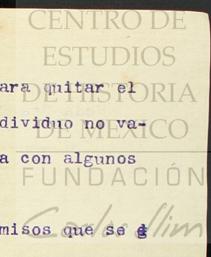 CENTRO DE
ESTUDIOS
DE HISTORIA
DE MÉXICO
FUNDACIÓN
Carlos Slim
ara quitar el
dividuo no va-
a con algunos
misos que se